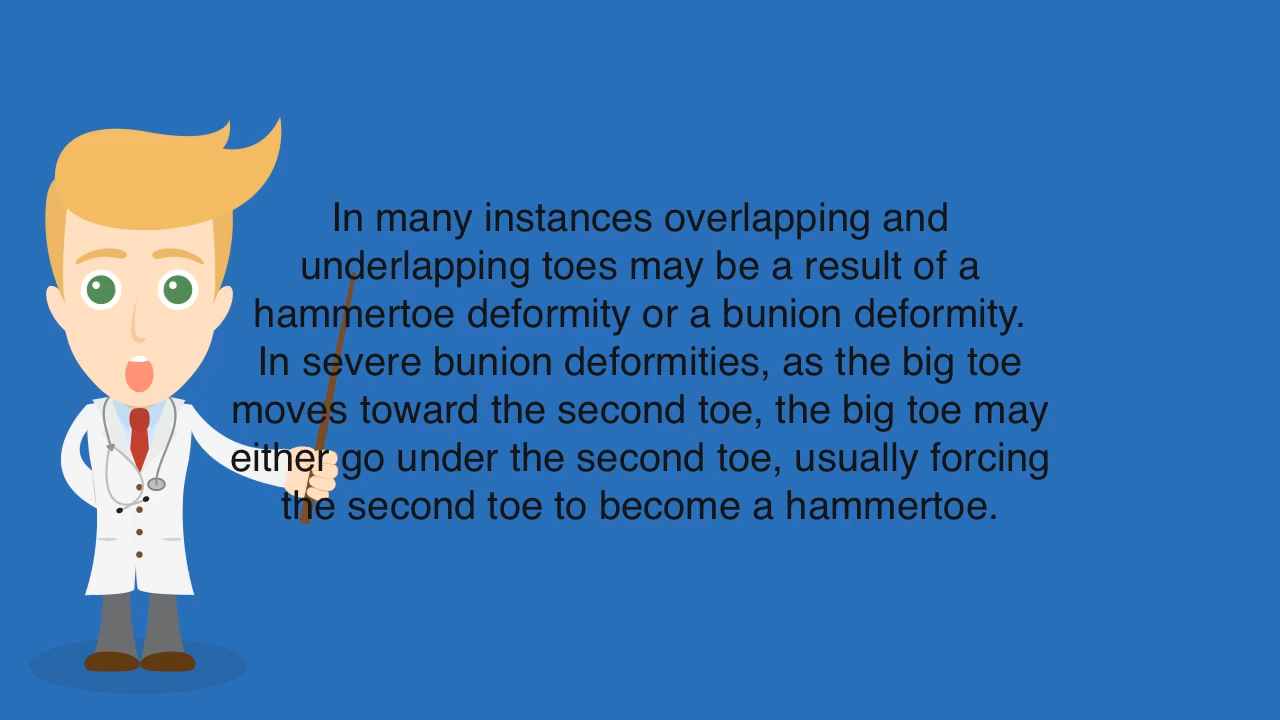 In many instances overlapping and
underlapping toes may be a result of a
hammertoe deformity or a bunion deformity.
In severe bunion deformities, as the big toe
moves toward the second toe, the big toe may
either go under the second toe, usually forcing
the second toe to become a hammertoe.